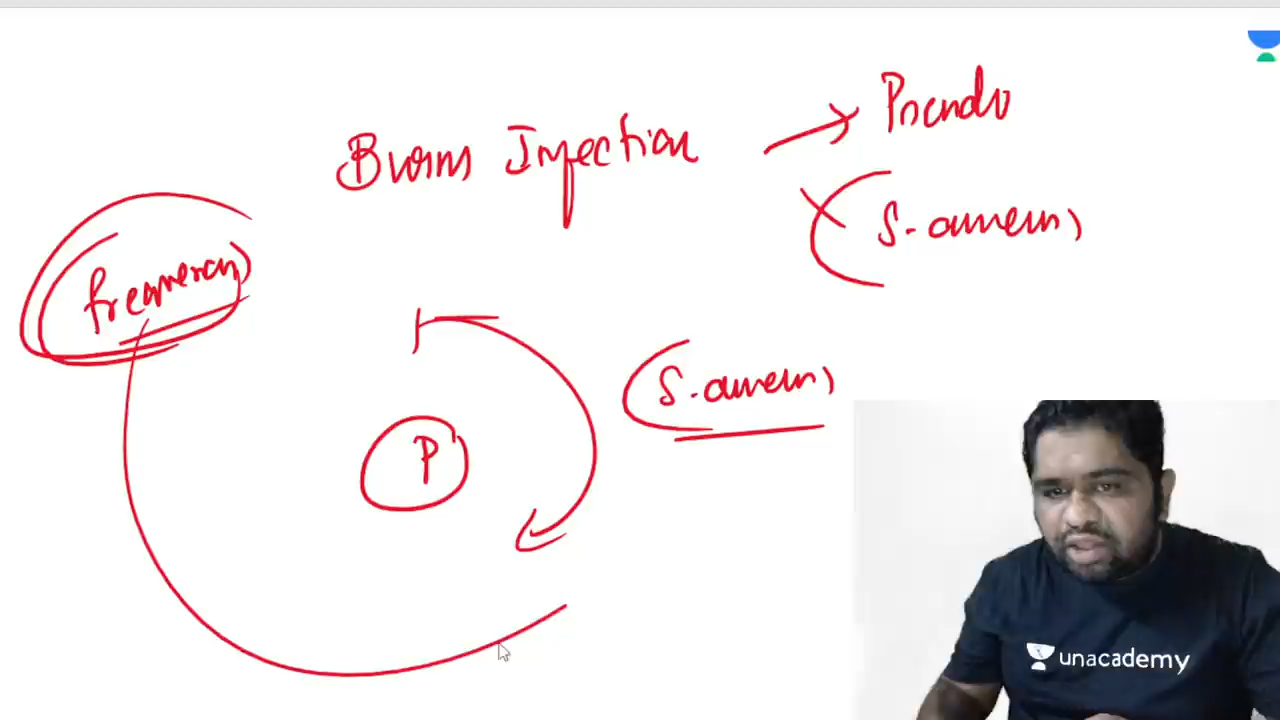 Burns Infection
Pseudo
S. aureus
frequency
S. aureus
P
unacademy